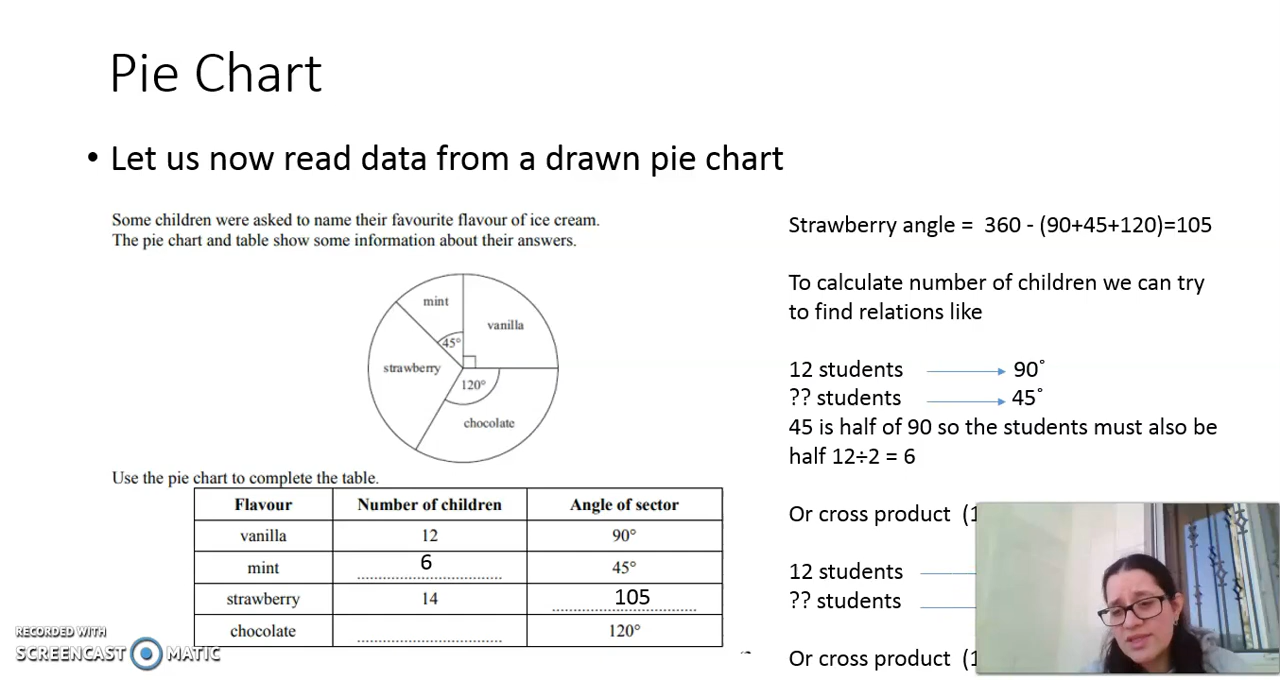 Pie Chart
• Let us now read data from a drawn pie chart
Some children were asked to name their favourite flavour of ice cream.
The pie chart and table show some information about their answers.
mint
vanilla
45°
strawberry
120°
chocolate
Use the pie chart to complete the table.
Flavour Number of children Angle of sector
vanilla 12 90°
mint 6 45°
strawberry 14 105
chocolate 120°
Strawberry angle = 360 - (90+45+120)=105
To calculate number of children we can try
to find relations like
12 students 90°
?? students 45°
45 is half of 90 so the students must also be
half 12÷2 = 6
Or cross product (1
12 students
?? students
Or cross product (1
RECORDED WITH
SCREENCAST MATIC